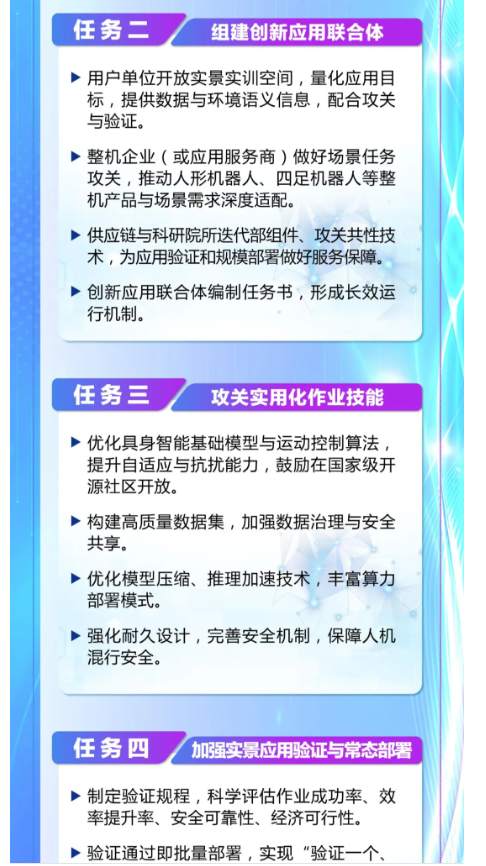 任务二 组建创新应用联合体
▶ 用户单位开放实景实训空间，量化应用目
标，提供数据与环境语义信息，配合攻关
与验证。
▶ 整机企业（或应用服务商）做好场景任务
攻关，推动人形机器人、四足机器人等整
机产品与场景需求深度适配。
▶ 供应链与科研院所迭代部组件、攻关共性技
术，为应用验证和规模部署做好服务保障。
▶ 创新应用联合体编制任务书，形成长效运
行机制。
任务三 攻关实用化作业技能
▶ 优化具身智能基础模型与运动控制算法，
提升自适应与抗扰能力，鼓励在国家级开
源社区开放。
▶ 构建高质量数据集，加强数据治理与安全
共享。
▶ 优化模型压缩、推理加速技术，丰富算力
部署模式。
▶ 强化耐久设计，完善安全机制，保障人机
混行安全。
任务四 加强实景应用验证与常态部署
▶ 制定验证规程，科学评估作业成功率、效
率提升率、安全可靠性、经济可行性。
▶ 验证通过即批量部署，实现“验证一个、